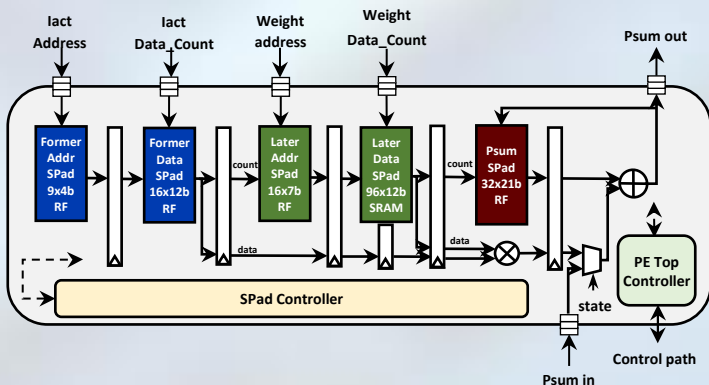 Iact
Address
Iact
Data_Count
Weight
address
Weight
Data_Count
Psum out
Former
Addr
SPad
9x4b
RF
Former
Data
SPad
16x12b
RF
count
Later
Addr
SPad
16x7b
RF
Later
Data
SPad
96x12b
SRAM
count
Psum
SPad
32x21b
RF
data
data
SPad Controller
state
PE Top
Controller
Psum in
Control path